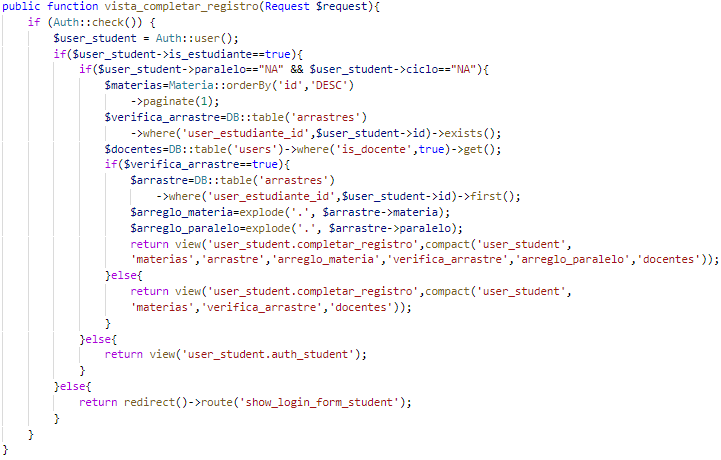 public function vista_completar_registro(Request $request){
    if (Auth::check()) {
        $user_student = Auth::user();
        if($user_student->is_estudiante==true){
            if($user_student->paralelo=="NA" && $user_student->ciclo=="NA"){
                $materias=Materia::orderBy('id','DESC')
                    ->paginate(1);
                $verifica_arrastre=DB::table('arrastres')
                    ->where('user_estudiante_id',$user_student->id)->exists();
                $docentes=DB::table('users')->where('is_docente',true)->get();
                if($verifica_arrastre==true){
                    $arrastre=DB::table('arrastres')
                        ->where('user_estudiante_id',$user_student->id)->first();
                    $arreglo_materia=explode('.', $arrastre->materia);
                    $arreglo_paralelo=explode('.', $arrastre->paralelo);
                    return view('user_student.completar_registro',compact('user_student',
                    'materias','arrastre','arreglo_materia','verifica_arrastre','arreglo_paralelo','docentes'));
                }else{
                    return view('user_student.completar_registro',compact('user_student',
                    'materias','verifica_arrastre','docentes'));
                }
            }else{
                return view('user_student.auth_student');
            }
        }else{
            return redirect()->route('show_login_form_student');
        }
    }
}